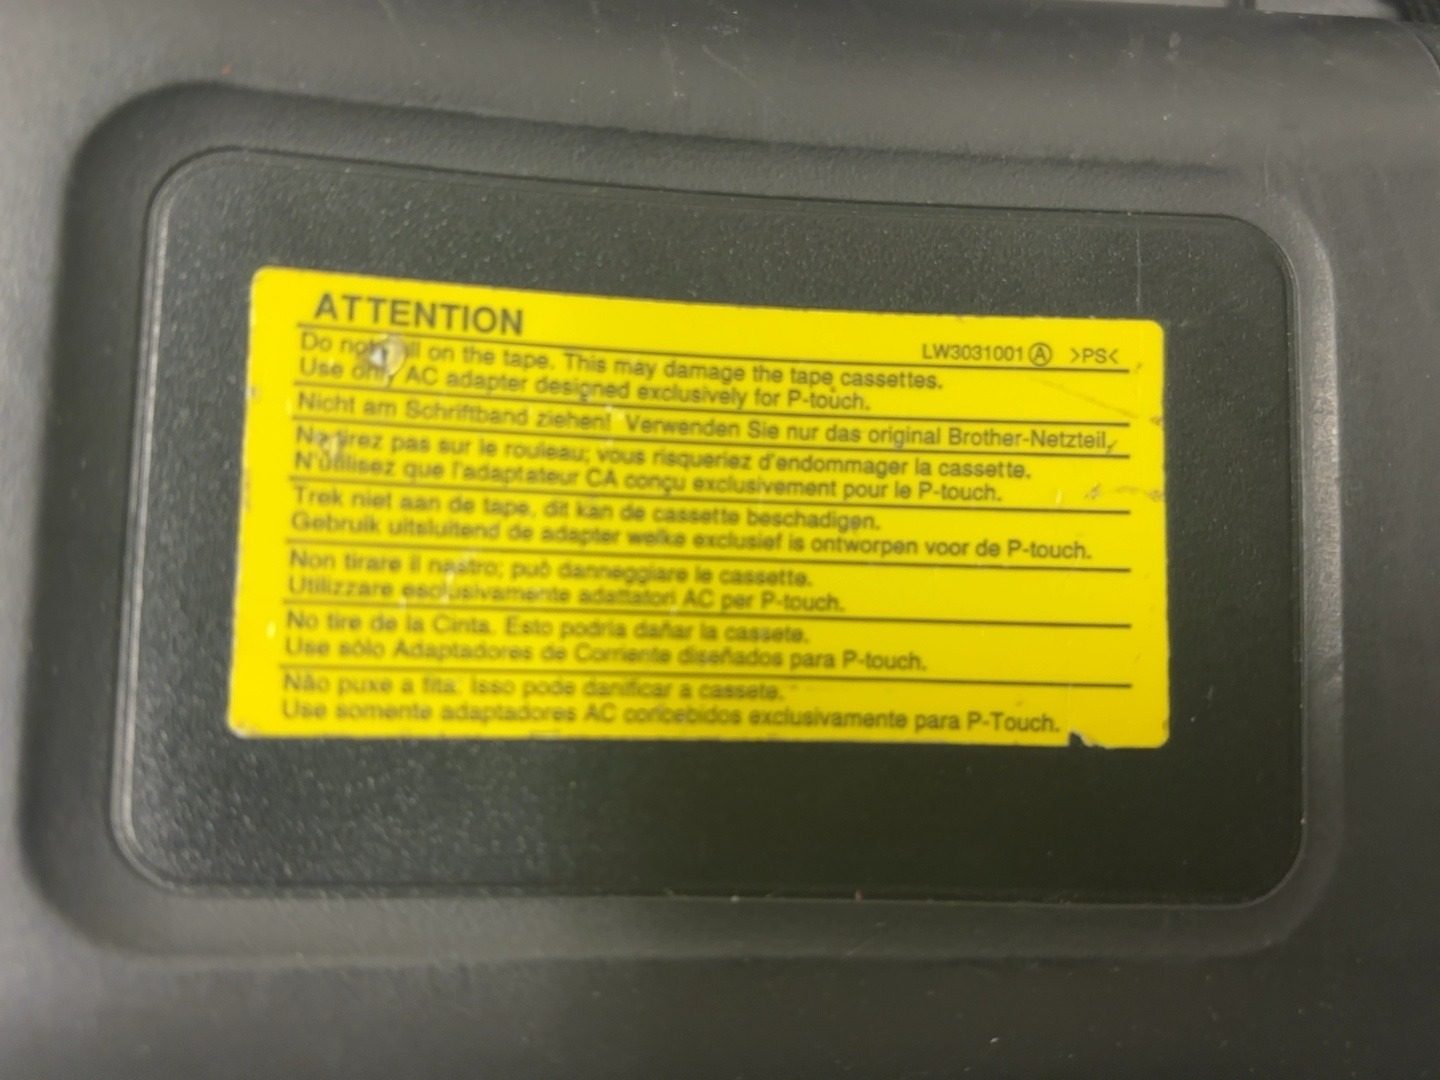 ATTENTION
LW3031001 Ⓐ >PS<
Do not pull on the tape. This may damage the tape cassettes.
Use only AC adapter designed exclusively for P-touch.
Nicht am Schriftband ziehen! Verwenden Sie nur das original Brother-Netzteil,
Ne tirez pas sur le rouleau; vous risqueriez d'endommager la cassette.
N'utilisez que l'adaptateur CA conçu exclusivement pour le P-touch.
Trek niet aan de tape, dit kan de cassette beschadigen.
Gebruik uitsluitend de adapter welke exclusief is ontworpen voor de P-touch.
Non tirare il nastro; può danneggiare le cassette.
Utilizzare esclusivamente adattatori AC per P-touch.
No tire de la Cinta. Esto podría dañar la cassete.
Use sólo Adaptadores de Corriente diseñados para P-touch.
Não puxe a fita. Isso pode danificar a cassete.
Use somente adaptadores AC concebidos exclusivamente para P-Touch.